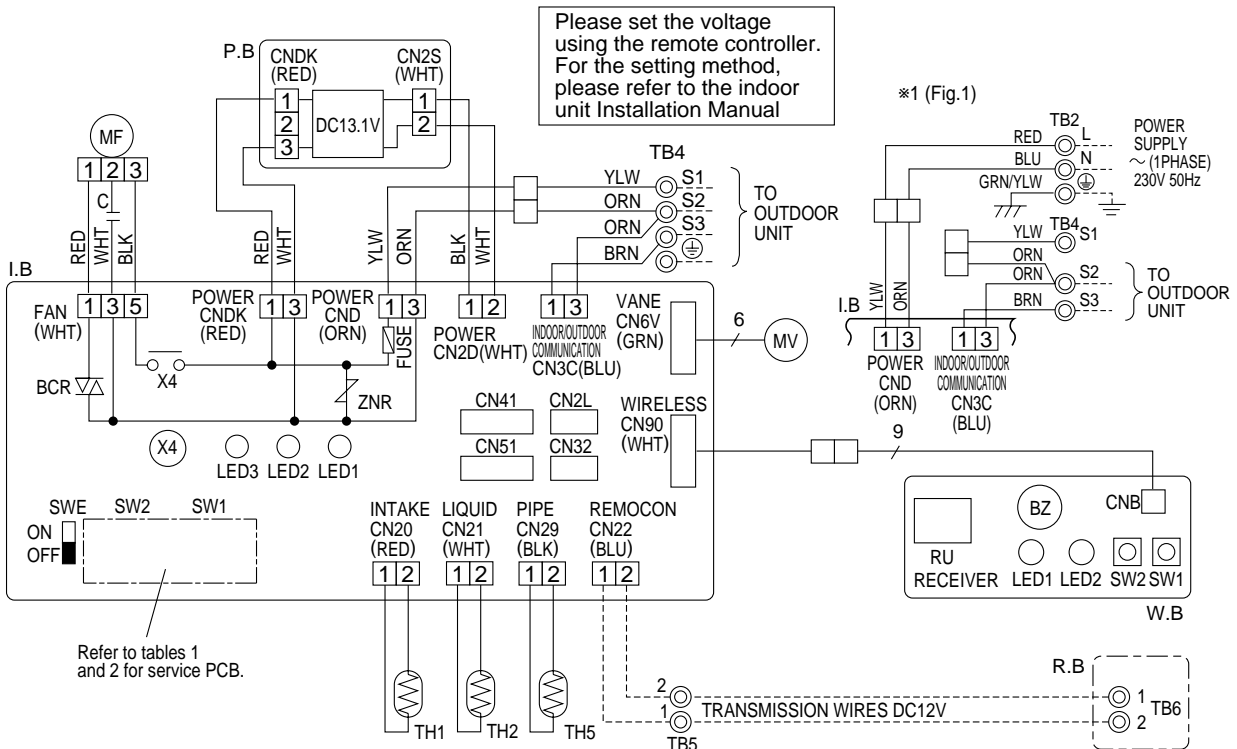 Please set the voltage
using the remote controller.
For the setting method,
please refer to the indoor
unit Installation Manual
P.B
CNDK
(RED)
CN2S
(WHT)
1
2
3
DC13.1V
1
2
MF
1 2 3
C
RED
WHT
BLK
RED
WHT
YLW
ORN
BLK
WHT
TB4
YLW S1
ORN S2
ORN S3
BRN
TO
OUTDOOR
UNIT
※1 (Fig.1)
TB2
RED L
BLU N
GRN/YLW
POWER
SUPPLY
~ (1PHASE)
230V 50Hz
TB4
YLW S1
ORN
ORN S2
BRN S3
TO
OUTDOOR
UNIT
I.B
YLW
ORN
1 3
POWER
CND
(ORN)
1 3
INDOOR/OUTDOOR
COMMUNICATION
CN3C
(BLU)
I.B
FAN
(WHT)
1 3 5
POWER
CNDK
(RED)
1 3
POWER
CND
(ORN)
1 3
FUSE
1 2
POWER
CN2D(WHT)
1 3
INDOOR/OUTDOOR
COMMUNICATION
CN3C(BLU)
VANE
CN6V
(GRN)
6
MV
BCR
X4
ZNR
X4
LED3 LED2 LED1
CN41 CN2L
CN51 CN32
WIRELESS
CN90
(WHT)
9
SWE
ON
OFF
SW2 SW1
INTAKE
CN20
(RED)
1 2
LIQUID
CN21
(WHT)
1 2
PIPE
CN29
(BLK)
1 2
REMOCON
CN22
(BLU)
1 2
CNB
BZ
RU
RECEIVER LED1 LED2 SW2 SW1
W.B
Refer to tables 1
and 2 for service PCB.
TH1 TH2 TH5
2
1
TB5
TRANSMISSION WIRES DC12V
R.B
1
2
TB6